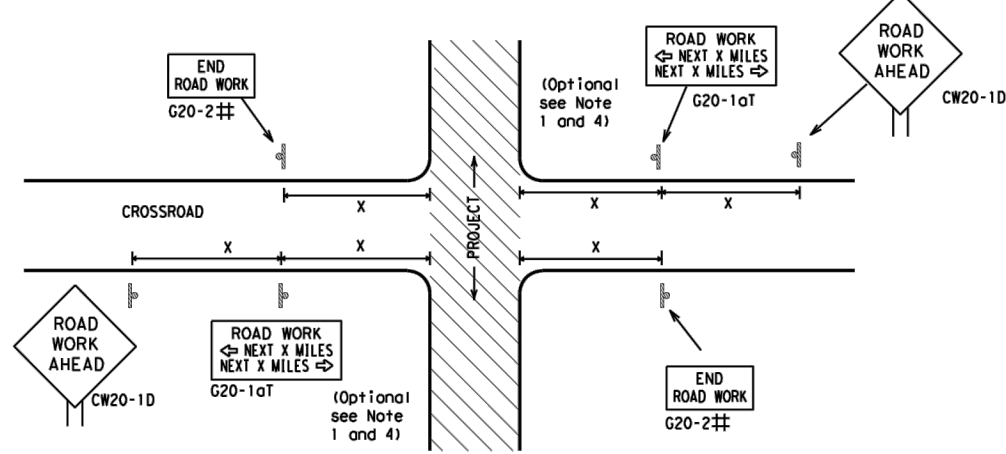 END
ROAD WORK
G20-2#
ROAD WORK
⇦ NEXT X MILES
NEXT X MILES ⇨
G20-1aT
(Optional
see Note
1 and 4)
ROAD
WORK
AHEAD
CW20-1D
X
X
X
CROSSROAD
PROJECT
X
X
X
ROAD
WORK
AHEAD
CW20-1D
ROAD WORK
⇦ NEXT X MILES
NEXT X MILES ⇨
G20-1aT
(Optional
see Note
1 and 4)
END
ROAD WORK
G20-2#